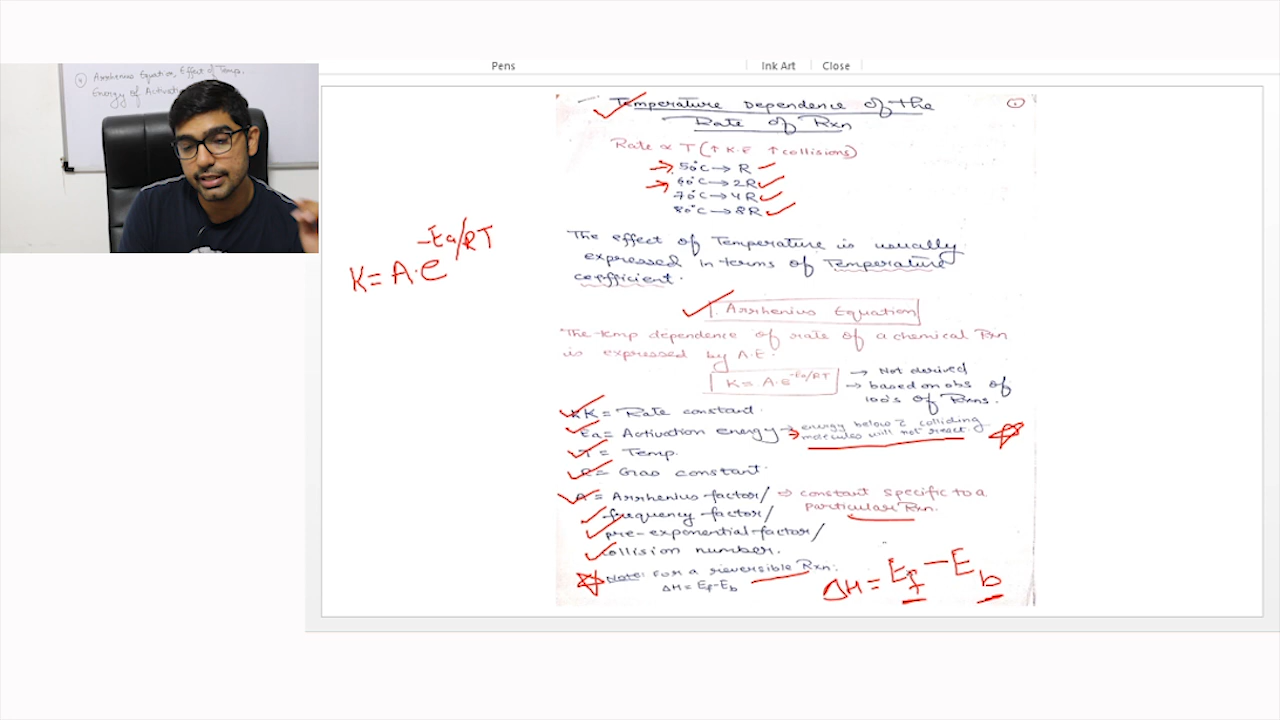 Pens
Ink Art
Close
Arrhenius Equation, Effect of Temp.
Energy of Activati
Temperature Dependence of the
Rate of Rxn
Rate ∝ T (↑ K.E ↑ collisions)
50°C → R
60°C → 2R
70°C → 4R
80°C → 8R
K = A·e^-Ea/RT
The effect of Temperature is usually
expressed in terms of Temperature
coefficient.
1. Arrhenius Equation
The temp dependence of rate of a chemical Rxn
is expressed by A.E.
K = A·e^-Ea/RT
→ Not derived
→ based on obs of
100's of Rxns.
K = Rate constant.
Ea = Activation energy → energy below colliding
molecules will not react.
T = Temp.
R = Gas constant.
A = Arrhenius factor/ ⇒ constant specific to a
particular Rxn.
frequency factor/
pre-exponential factor/
collision number.
Note: For a reversible Rxn.
ΔH = Ef-Eb
ΔH = Ef - Eb